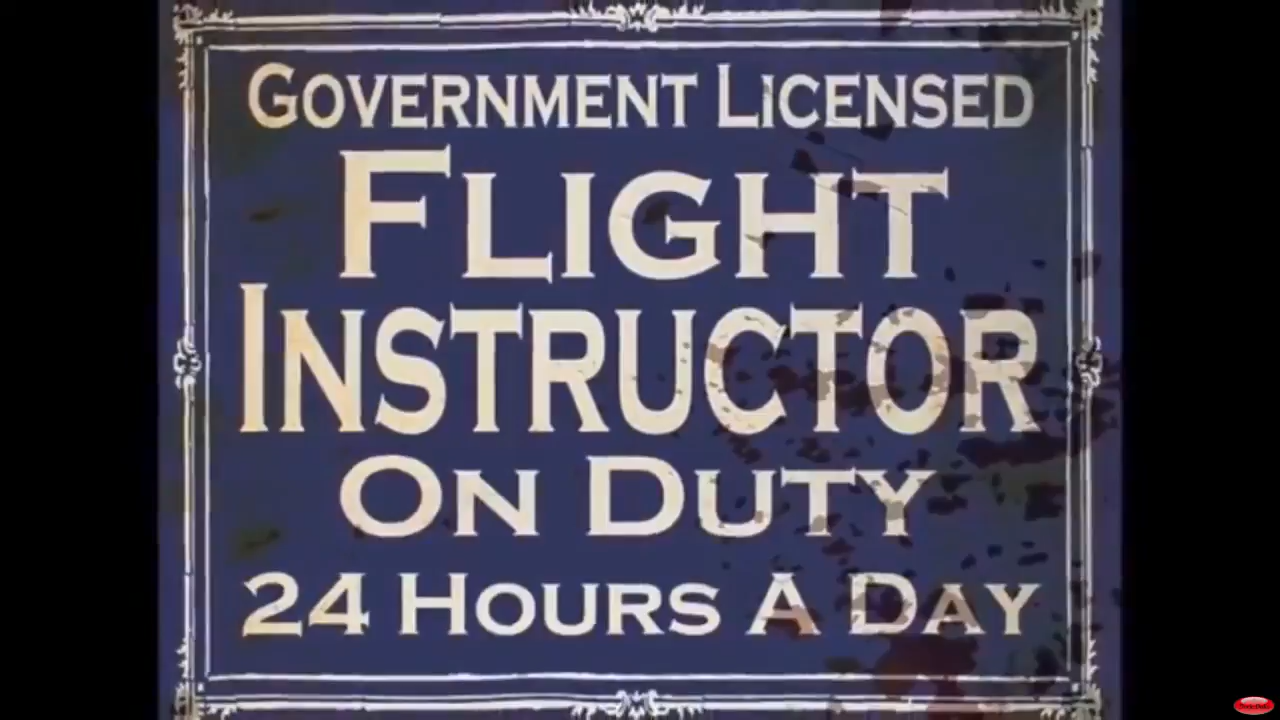 GOVERNMENT LICENSED
FLIGHT
INSTRUCTOR
ON DUTY
24 HOURS A DAY